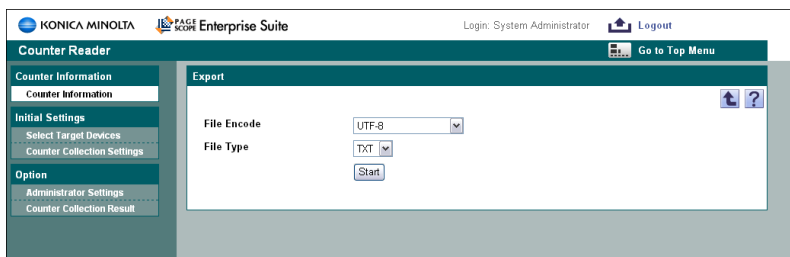 KONICA MINOLTA PAGE SCOPE Enterprise Suite Login: System Administrator Logout
Counter Reader Go to Top Menu
Counter Information
Counter Information
Initial Settings
Select Target Devices
Counter Collection Settings
Option
Administrator Settings
Counter Collection Result
Export
?
File Encode UTF-8
File Type TXT
Start